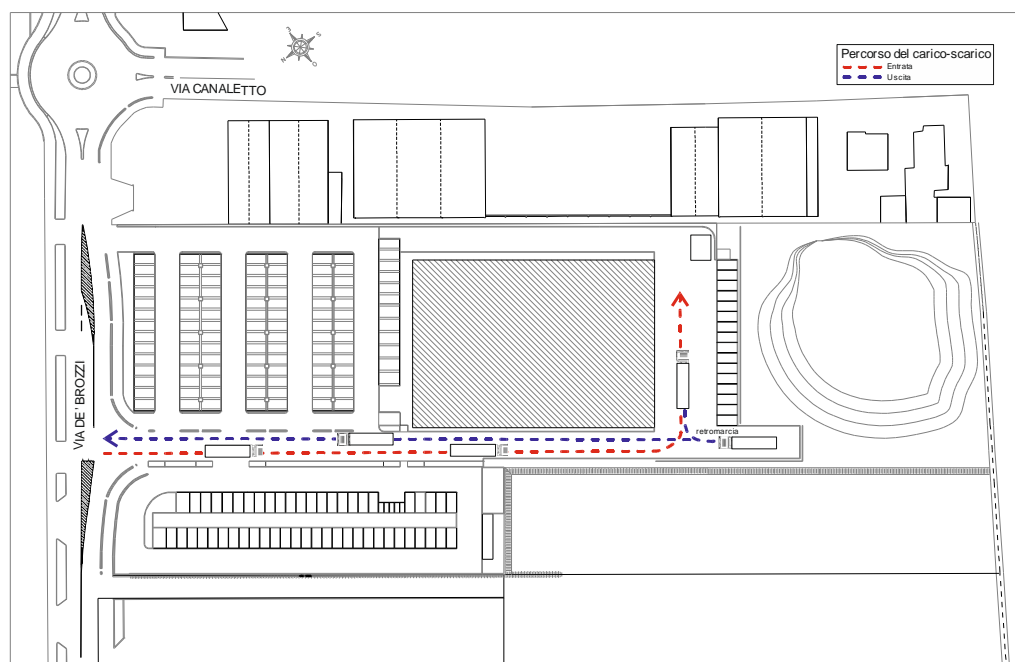 Percorso del carico-scarico
Entrata
Uscita
VIA CANALETTO
VIA DE' BROZZI
retromarcia